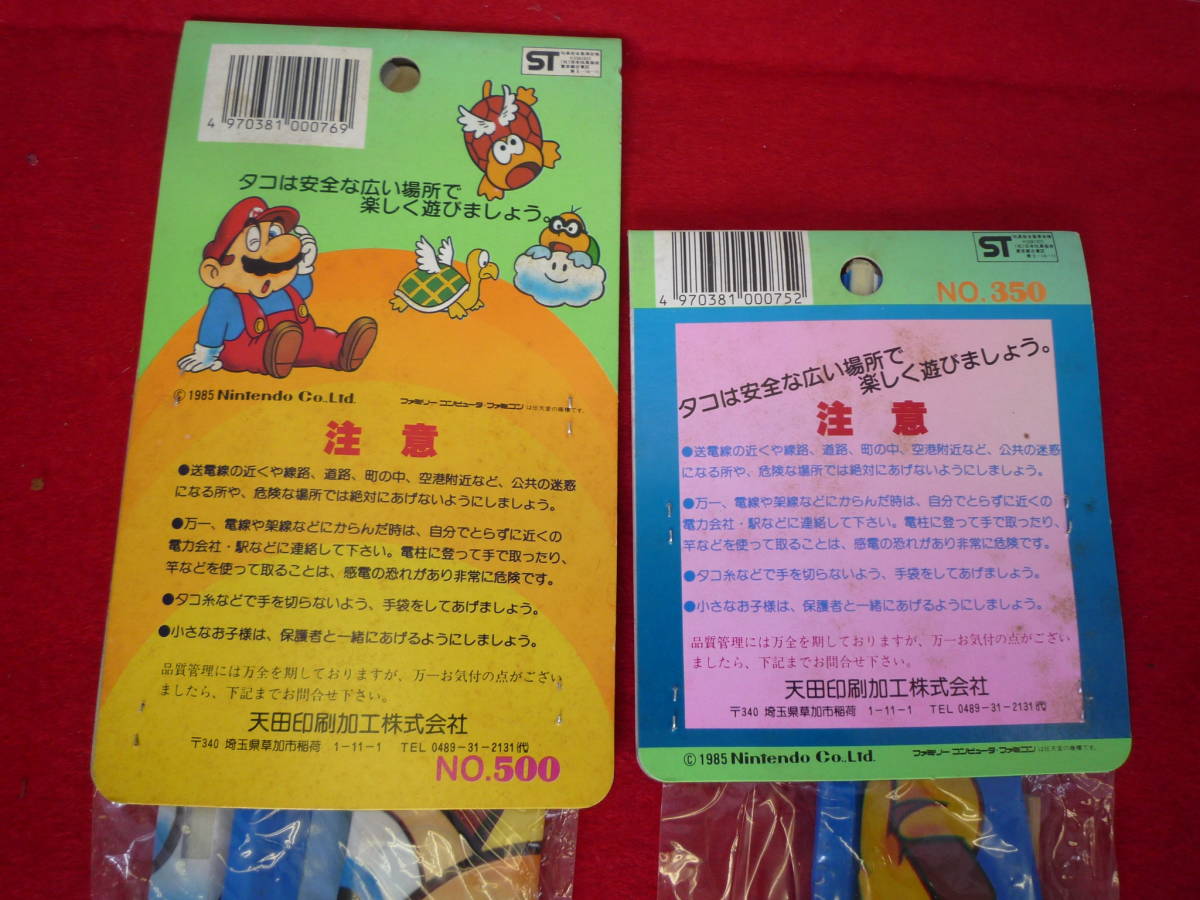 4 970381 000769
ST
タコは安全な広い場所で
楽しく遊びましょう。
©1985 Nintendo Co.,Ltd.
ファミリーコンピュータ・ファミコンは任天堂の商標です。
注意
●送電線の近くや線路、道路、町の中、空港附近など、公共の迷惑
になる所や、危険な場所では絶対にあげないようにしましょう。
●万一、電線や架線などにからんだ時は、自分でとらずに近くの
電力会社・駅などに連絡して下さい。電柱に登って手で取ったり、
竿などを使って取ることは、感電の恐れがあり非常に危険です。
●タコ糸などで手を切らないよう、手袋をしてあげましょう。
●小さなお子様は、保護者と一緒にあげるようにしましょう。
品質管理には万全を期しておりますが、万一お気付の点がござい
ましたら、下記までお問合せ下さい。
天田印刷加工株式会社
〒340 埼玉県草加市稲荷 1-11-1 TEL 0489-31-2131㈹
NO.500
4 970381 000752
ST
NO.350
タコは安全な広い場所で
楽しく遊びましょう。
注意
●送電線の近くや線路、道路、町の中、空港附近など、公共の迷惑
になる所や、危険な場所では絶対にあげないようにしましょう。
●万一、電線や架線などにからんだ時は、自分でとらずに近くの
電力会社・駅などに連絡して下さい。電柱に登って手で取ったり、
竿などを使って取ることは、感電の恐れがあり非常に危険です。
●タコ糸などで手を切らないよう、手袋をしてあげましょう。
●小さなお子様は、保護者と一緒にあげるようにしましょう。
品質管理には万全を期しておりますが、万一お気付の点がござい
ましたら、下記までお問合せ下さい。
天田印刷加工株式会社
〒340 埼玉県草加市稲荷 1-11-1 TEL 0489-31-2131㈹
©1985 Nintendo Co.,Ltd.
ファミリーコンピュータ・ファミコンは任天堂の商標です。